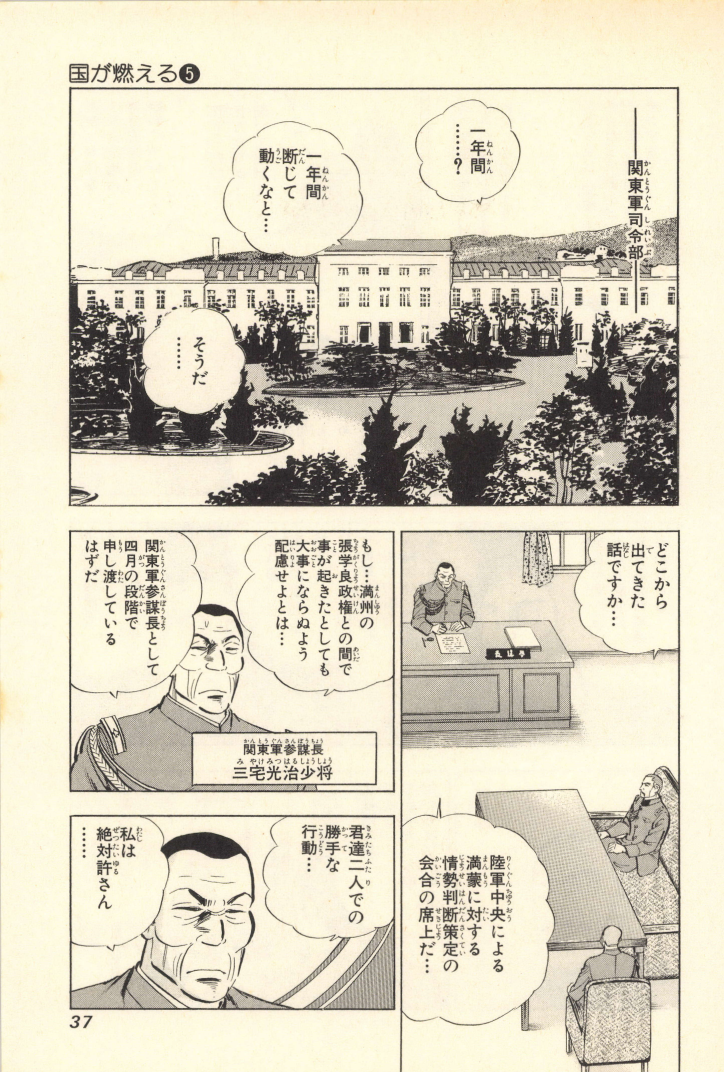 国が燃える❺
関東軍司令部
一年間
……？
一年間
断じて
動くなと…
そうだ
……
どこから
出てきた
話ですか…
陸軍中央による
満蒙に対する
情勢判断策定の
会合の席上だ…
もし…満州の
張学良政権との間で
事が起きたとしても
大事にならぬよう
配慮せよとは…
関東軍参謀長として
四月の段階で
申し渡している
はずだ
関東軍参謀長
三宅光治少将
君達二人での
勝手な
行動…
私は
絶対許さん
……
37